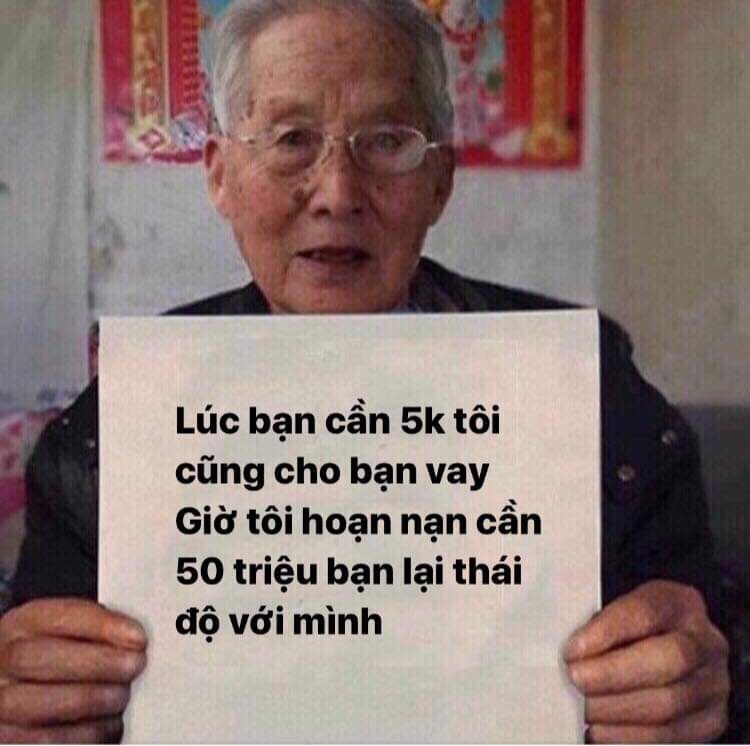 Lúc bạn cần 5k tôi
cũng cho bạn vay
Giờ tôi hoạn nạn cần
50 triệu bạn lại thái
độ với mình